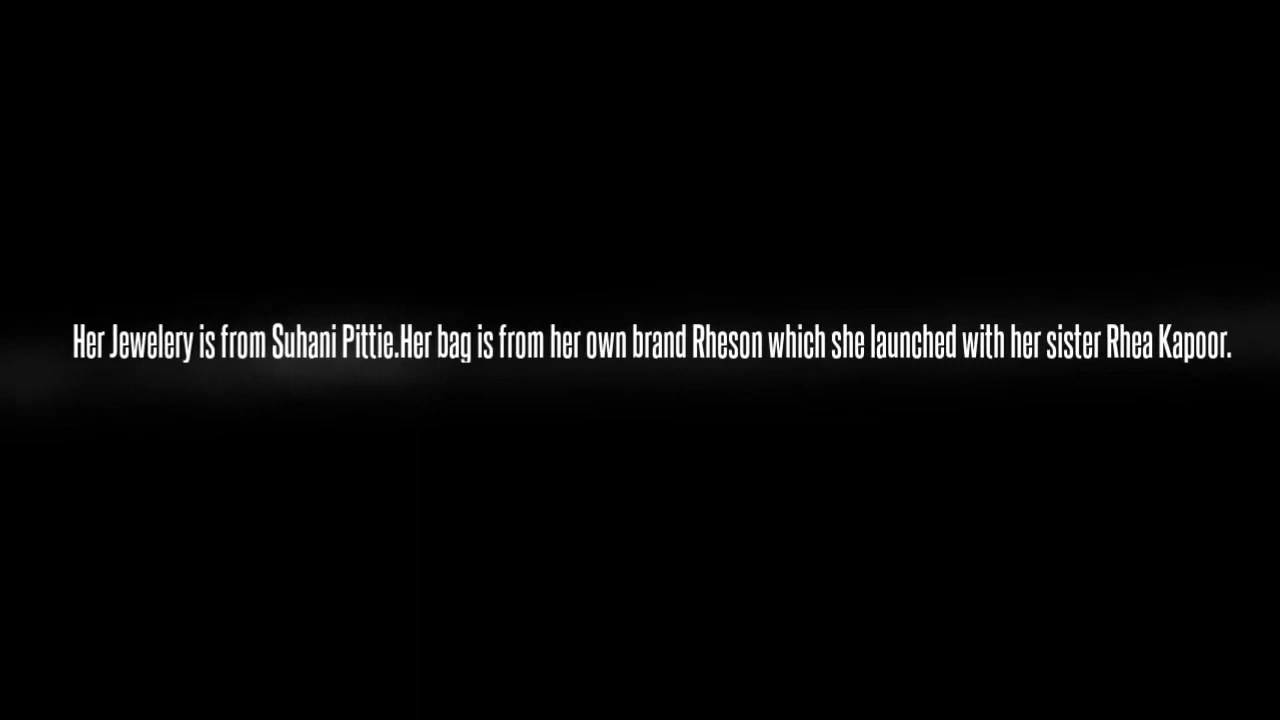 Her Jewelery is from Suhani Pittie.Her bag is from her own brand Rheson which she launched with her sister Rhea Kapoor.